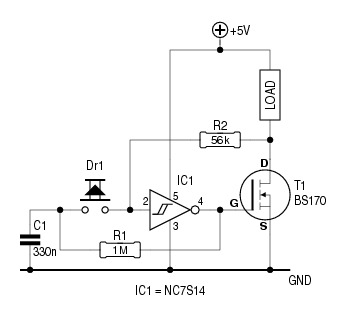 +5V
LOAD
R2
56k
D
Dr1
IC1
5
T1
2
4
G
BS170
S
C1
R1
3
330n
1M
GND
IC1 = NC7S14